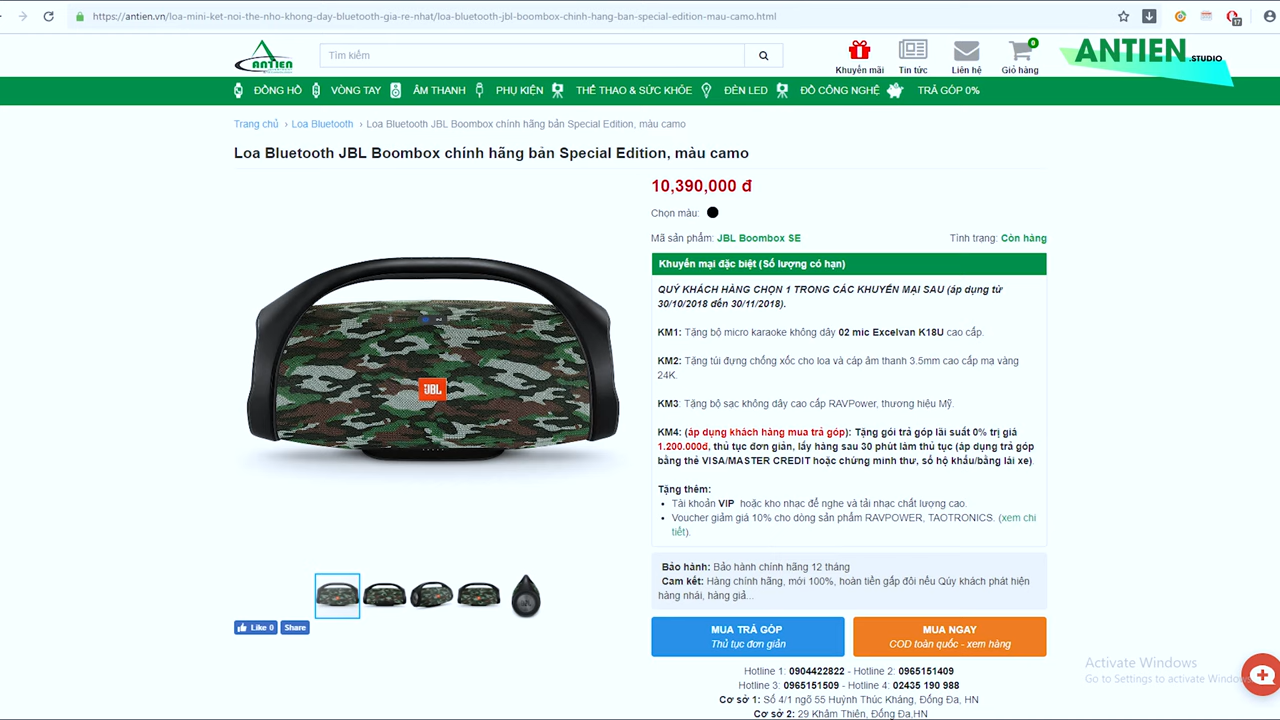 https://antien.vn/loa-mini-ket-noi-the-nho-khong-day-bluetooth-gia-re-nhat/loa-bluetooth-jbl-boombox-chinh-hang-ban-special-edition-mau-camo.html
17
ANTIEN
Tìm kiếm
0
Khuyến mãi
Tin tức
Liên hệ
Giỏ hàng
ANTIEN.STUDIO
ĐỒNG HỒ
VÒNG TAY
ÂM THANH
PHỤ KIỆN
THỂ THAO & SỨC KHỎE
ĐÈN LED
ĐỒ CÔNG NGHỆ
TRẢ GÓP 0%
Trang chủ › Loa Bluetooth › Loa Bluetooth JBL Boombox chính hãng bản Special Edition, màu camo
Loa Bluetooth JBL Boombox chính hãng bản Special Edition, màu camo
10,390,000 đ
Chọn màu:
Mã sản phẩm: JBL Boombox SE
Tình trạng: Còn hàng
Khuyến mại đặc biệt (Số lượng có hạn)
QUÝ KHÁCH HÀNG CHỌN 1 TRONG CÁC KHUYẾN MẠI SAU (áp dụng từ
30/10/2018 đến 30/11/2018).
KM1: Tặng bộ micro karaoke không dây 02 mic Excelvan K18U cao cấp.
KM2: Tặng túi đựng chống xốc cho loa và cáp âm thanh 3.5mm cao cấp mạ vàng
24K.
KM3: Tặng bộ sạc không dây cao cấp RAVPower, thương hiệu Mỹ.
KM4: (áp dụng khách hàng mua trả góp): Tặng gói trả góp lãi suất 0% trị giá
1.200.000đ, thủ tục đơn giản, lấy hàng sau 30 phút làm thủ tục (áp dụng trả góp
bằng thẻ VISA/MASTER CREDIT hoặc chứng minh thư, sổ hộ khẩu/bằng lái xe)
Tặng thêm:
Tài khoản VIP hoặc kho nhạc để nghe và tải nhạc chất lượng cao.
Voucher giảm giá 10% cho dòng sản phẩm RAVPOWER, TAOTRONICS. (xem chi
tiết).
JBL
Bảo hành: Bảo hành chính hãng 12 tháng
Cam kết: Hàng chính hãng, mới 100%, hoàn tiền gấp đôi nếu Qúy khách phát hiện
hàng nhái, hàng giả...
Like 0
Share
MUA TRẢ GÓP
Thủ tục đơn giản
MUA NGAY
COD toàn quốc - xem hàng
Hotline 1: 0904422822 - Hotline 2: 0965151409
Hotline 3: 0965151509 - Hotline 4: 02435 190 988
Cơ sở 1: Số 4/1 ngõ 55 Huỳnh Thúc Kháng, Đống Đa, HN
Cơ sở 2: 29 Khâm Thiên, Đống Đa,HN
Activate Windows
Go to Settings to activate Windows